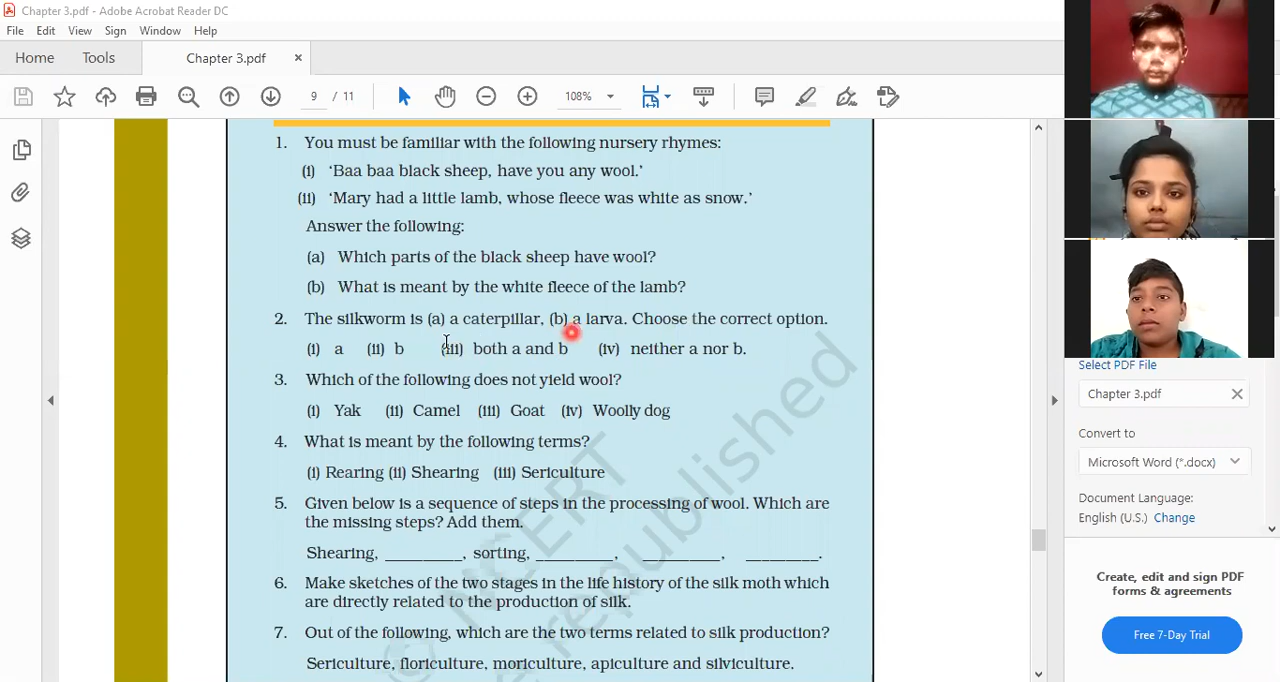 Chapter 3.pdf - Adobe Acrobat Reader DC
File Edit View Sign Window Help
Home Tools Chapter 3.pdf ×
9 / 11 108%
1. You must be familiar with the following nursery rhymes:
(i) ‘Baa baa black sheep, have you any wool.’
(ii) ‘Mary had a little lamb, whose fleece was white as snow.’
Answer the following:
(a) Which parts of the black sheep have wool?
(b) What is meant by the white fleece of the lamb?
2. The silkworm is (a) a caterpillar, (b) a larva. Choose the correct option.
(i) a (ii) b (iii) both a and b (iv) neither a nor b.
3. Which of the following does not yield wool?
(i) Yak (ii) Camel (iii) Goat (iv) Woolly dog
4. What is meant by the following terms?
(i) Rearing (ii) Shearing (iii) Sericulture
5. Given below is a sequence of steps in the processing of wool. Which are
the missing steps? Add them.
Shearing, __________, sorting, __________, __________, _________.
6. Make sketches of the two stages in the life history of the silk moth which
are directly related to the production of silk.
7. Out of the following, which are the two terms related to silk production?
Sericulture, floriculture, moriculture, apiculture and silviculture.
© NCERT
republished
Select PDF File
Chapter 3.pdf
Convert to
Microsoft Word (*.docx)
Document Language:
English (U.S.) Change
Create, edit and sign PDF
forms & agreements
Free 7-Day Trial